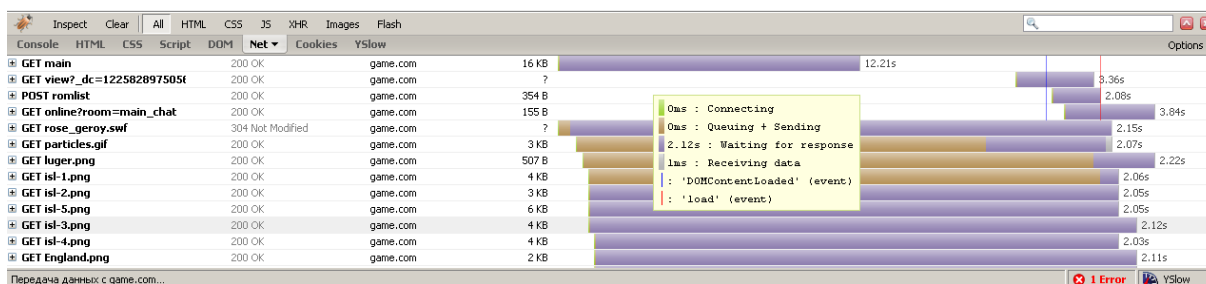 Inspect Clear All HTML CSS JS XHR Images Flash
Console HTML CSS Script DOM Net Cookies YSlow Options
GET main 200 OK game.com 16 KB 12.21s
GET view?_dc=1225828975056 200 OK game.com ? 3.36s
POST romlist 200 OK game.com 354 B 2.08s
GET online?room=main_chat 200 OK game.com 155 B 3.84s
GET rose_geroy.swf 304 Not Modified game.com ? 2.15s
GET particles.gif 200 OK game.com 3 KB 2.07s
GET luger.png 200 OK game.com 507 B 2.22s
GET isl-1.png 200 OK game.com 4 KB 2.06s
GET isl-2.png 200 OK game.com 3 KB 2.05s
GET isl-5.png 200 OK game.com 6 KB 2.05s
GET isl-3.png 200 OK game.com 4 KB 2.12s
GET isl-4.png 200 OK game.com 4 KB 2.03s
GET England.png 200 OK game.com 2 KB 2.11s
0ms : Connecting
0ms : Queuing + Sending
2.12s : Waiting for response
1ms : Receiving data
: 'DOMContentLoaded' (event)
: 'load' (event)
Передача данных с game.com... 1 Error YSlow